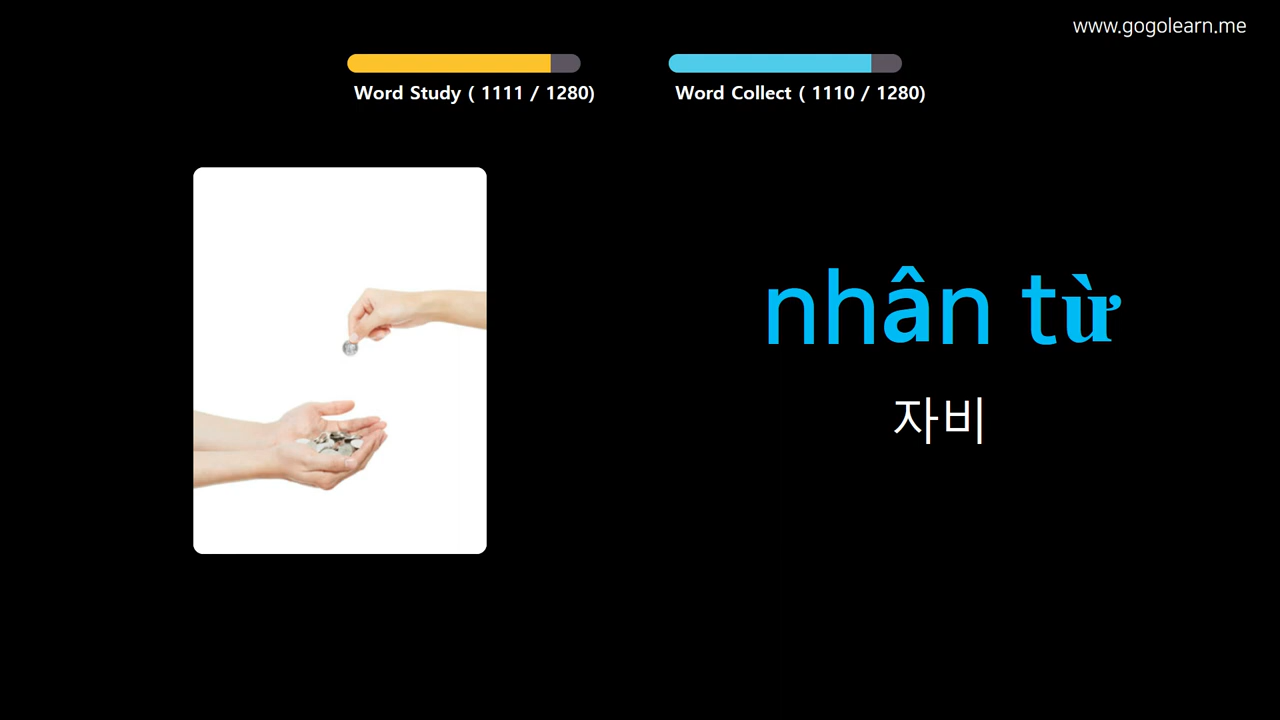 www.gogolearn.me
Word Study ( 1111 / 1280)
Word Collect ( 1110 / 1280)
nhân từ
자비